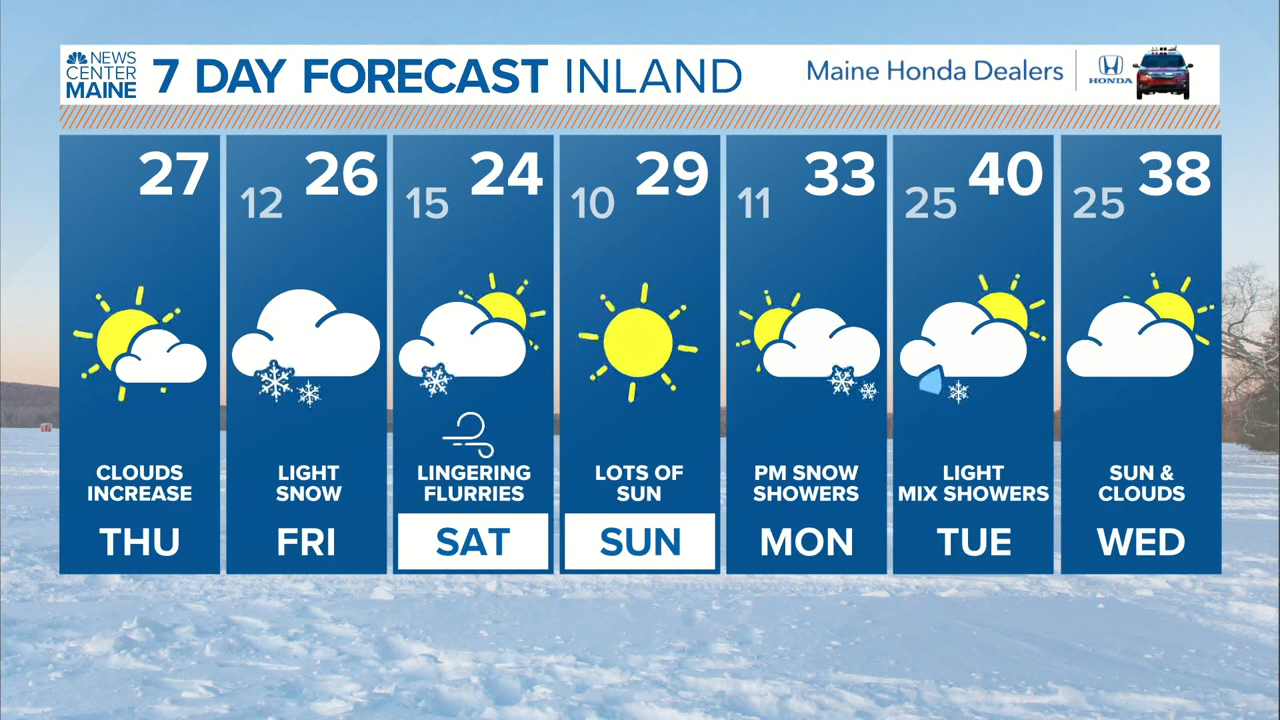 NEWS
CENTER
MAINE
7 DAY FORECAST INLAND
Maine Honda Dealers
HONDA
27
12 26
15 24
10 29
11 33
25 40
25 38
CLOUDS
INCREASE
LIGHT
SNOW
LINGERING
FLURRIES
LOTS OF
SUN
PM SNOW
SHOWERS
LIGHT
MIX SHOWERS
SUN &
CLOUDS
THU
FRI
SAT
SUN
MON
TUE
WED